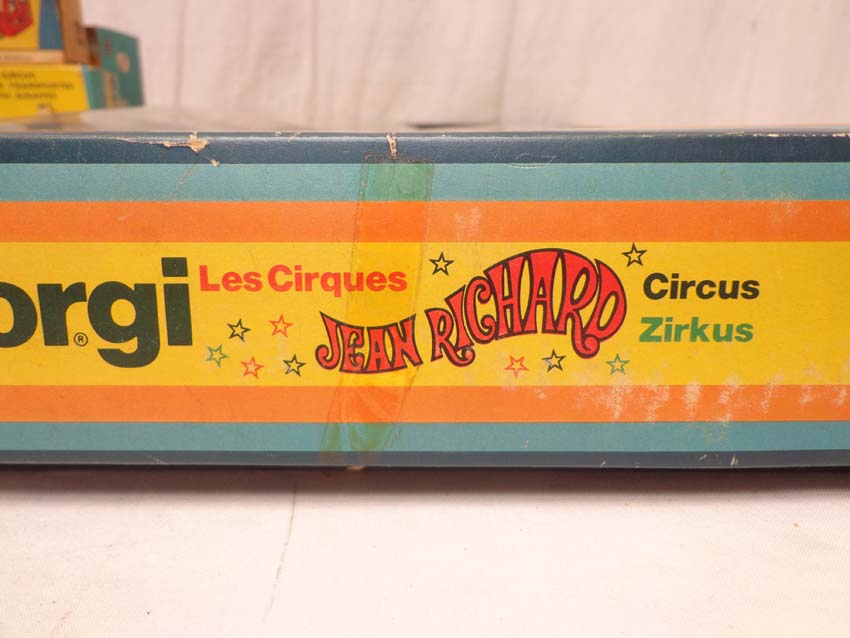 orgi®
Les Cirques
JEAN RICHARD
Circus
Zirkus